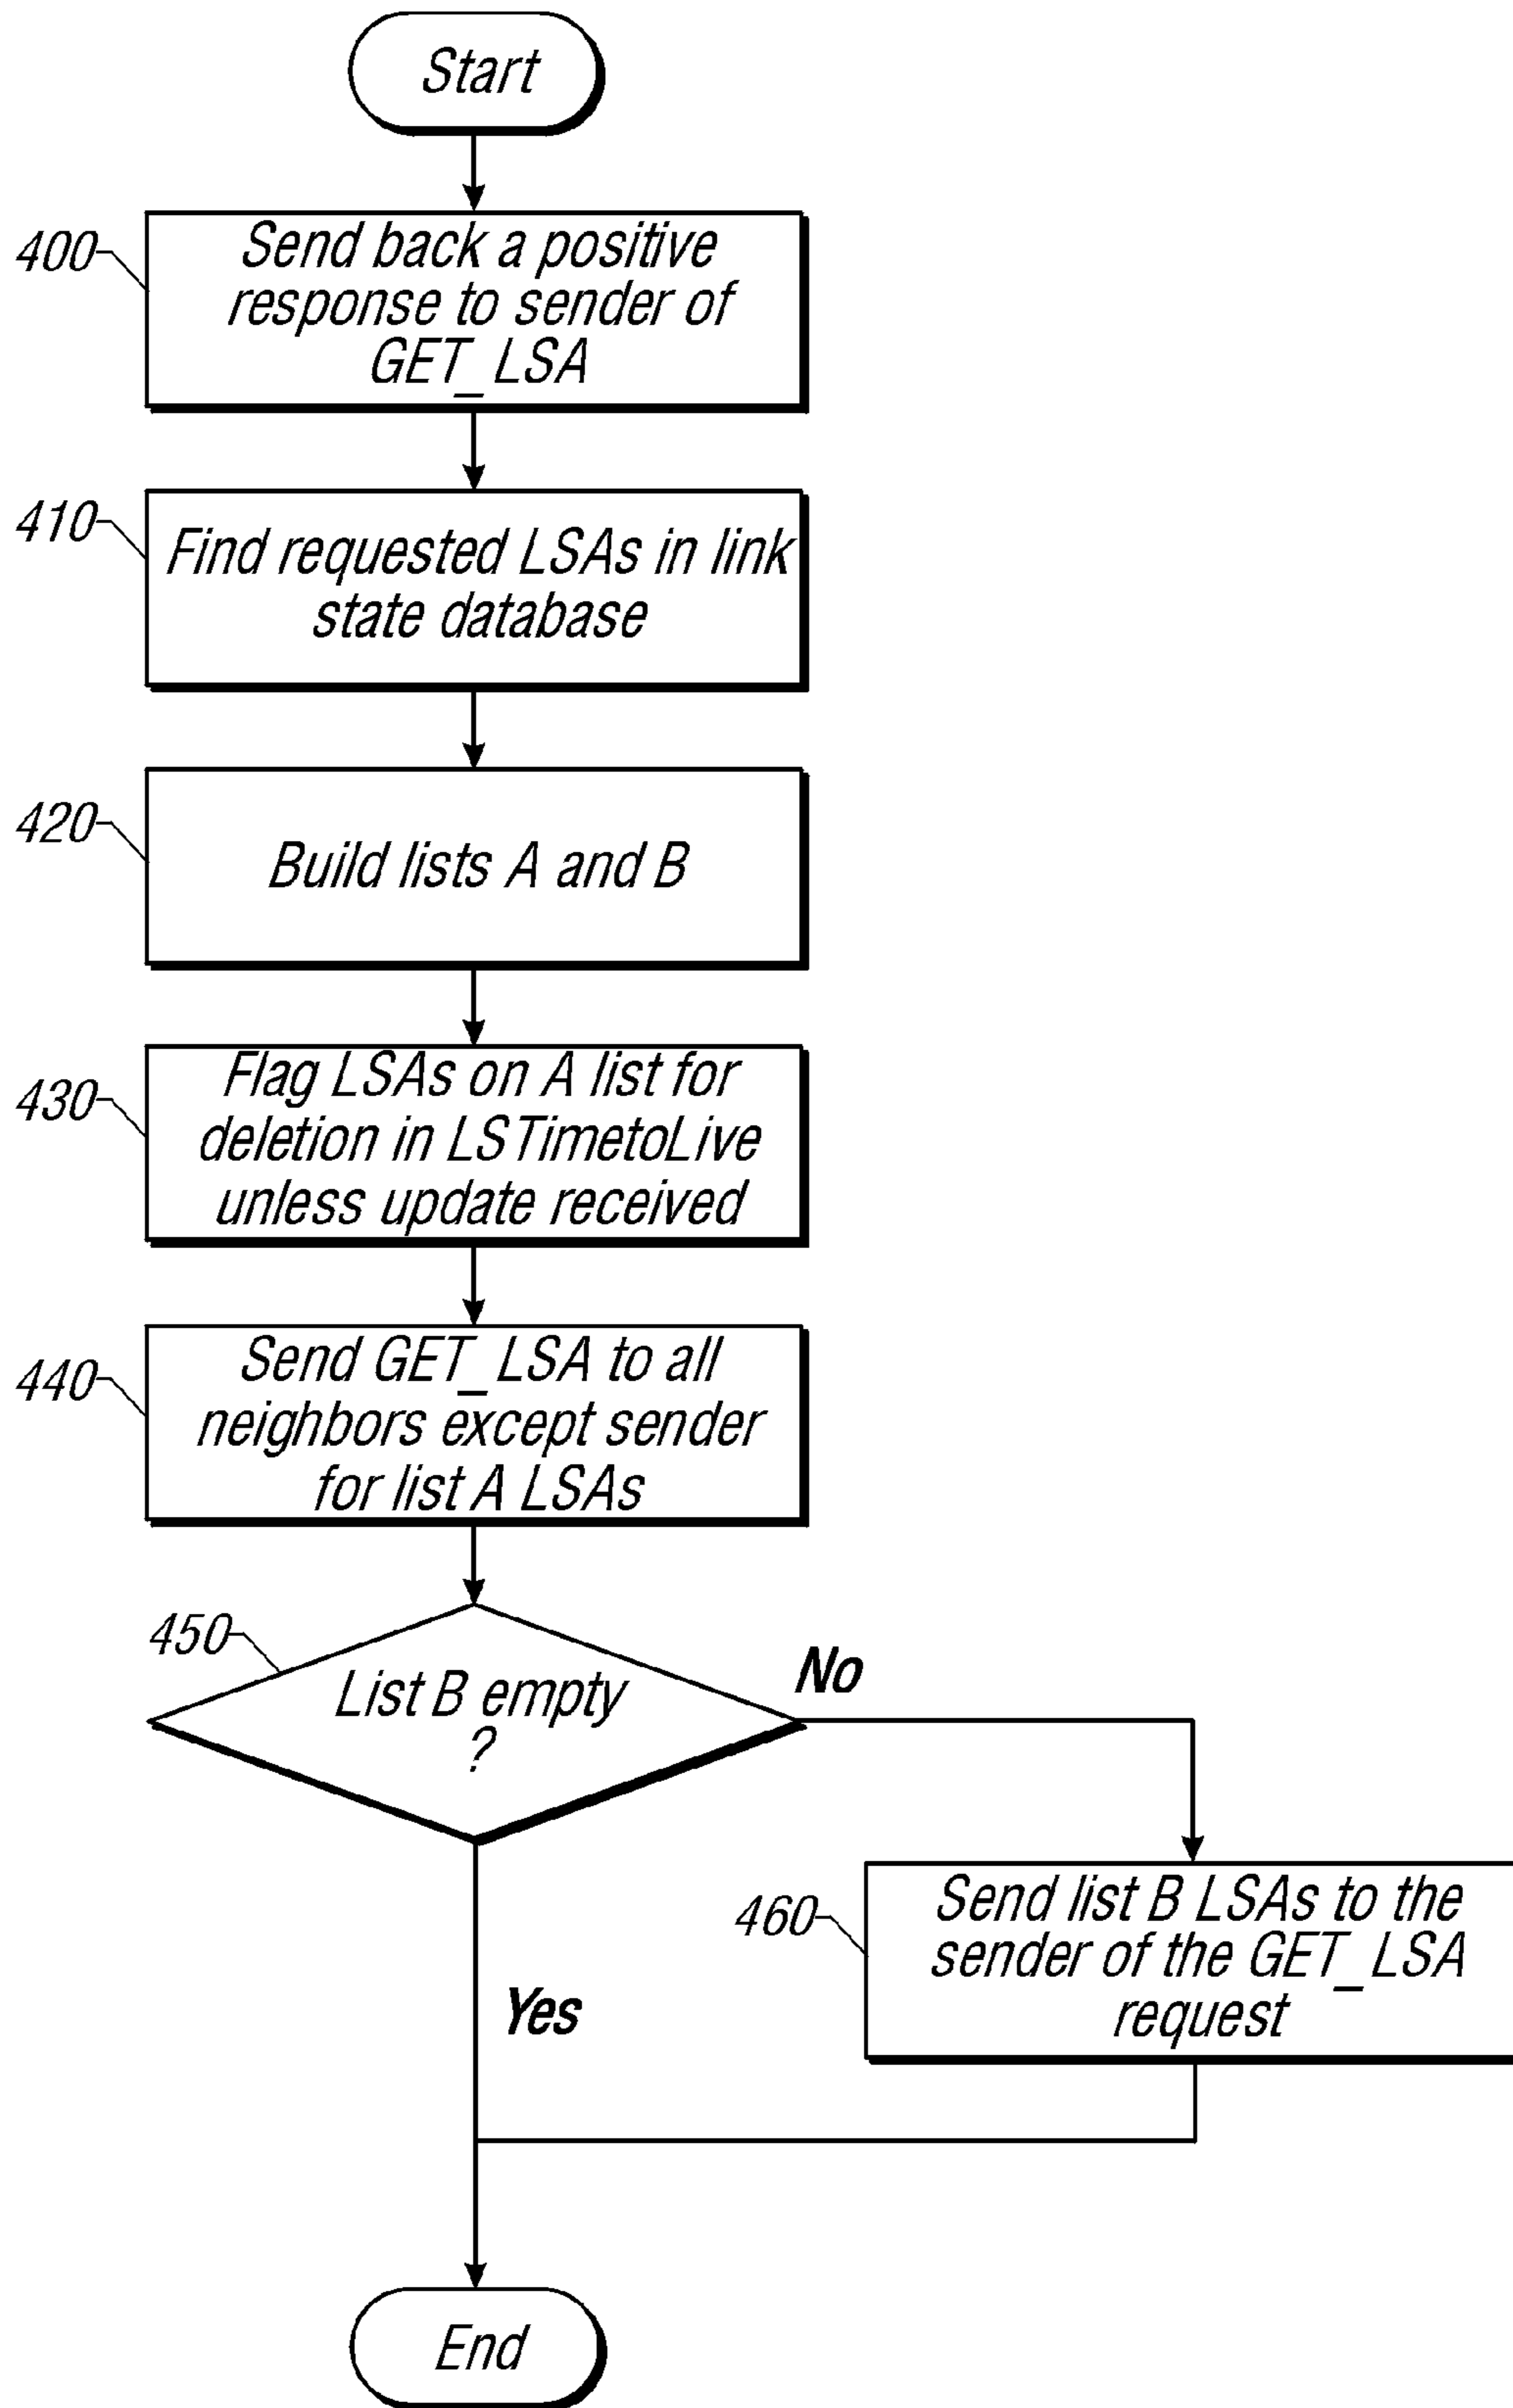 Start
400
Send back a positive
response to sender of
GET_LSA
410
Find requested LSAs in link
state database
420
Build lists A and B
430
Flag LSAs on A list for
deletion in LSTimetoLive
unless update received
440
Send GET_LSA to all
neighbors except sender
for list A LSAs
450
List B empty
?
No
460
Send list B LSAs to the
sender of the GET_LSA
request
Yes
End